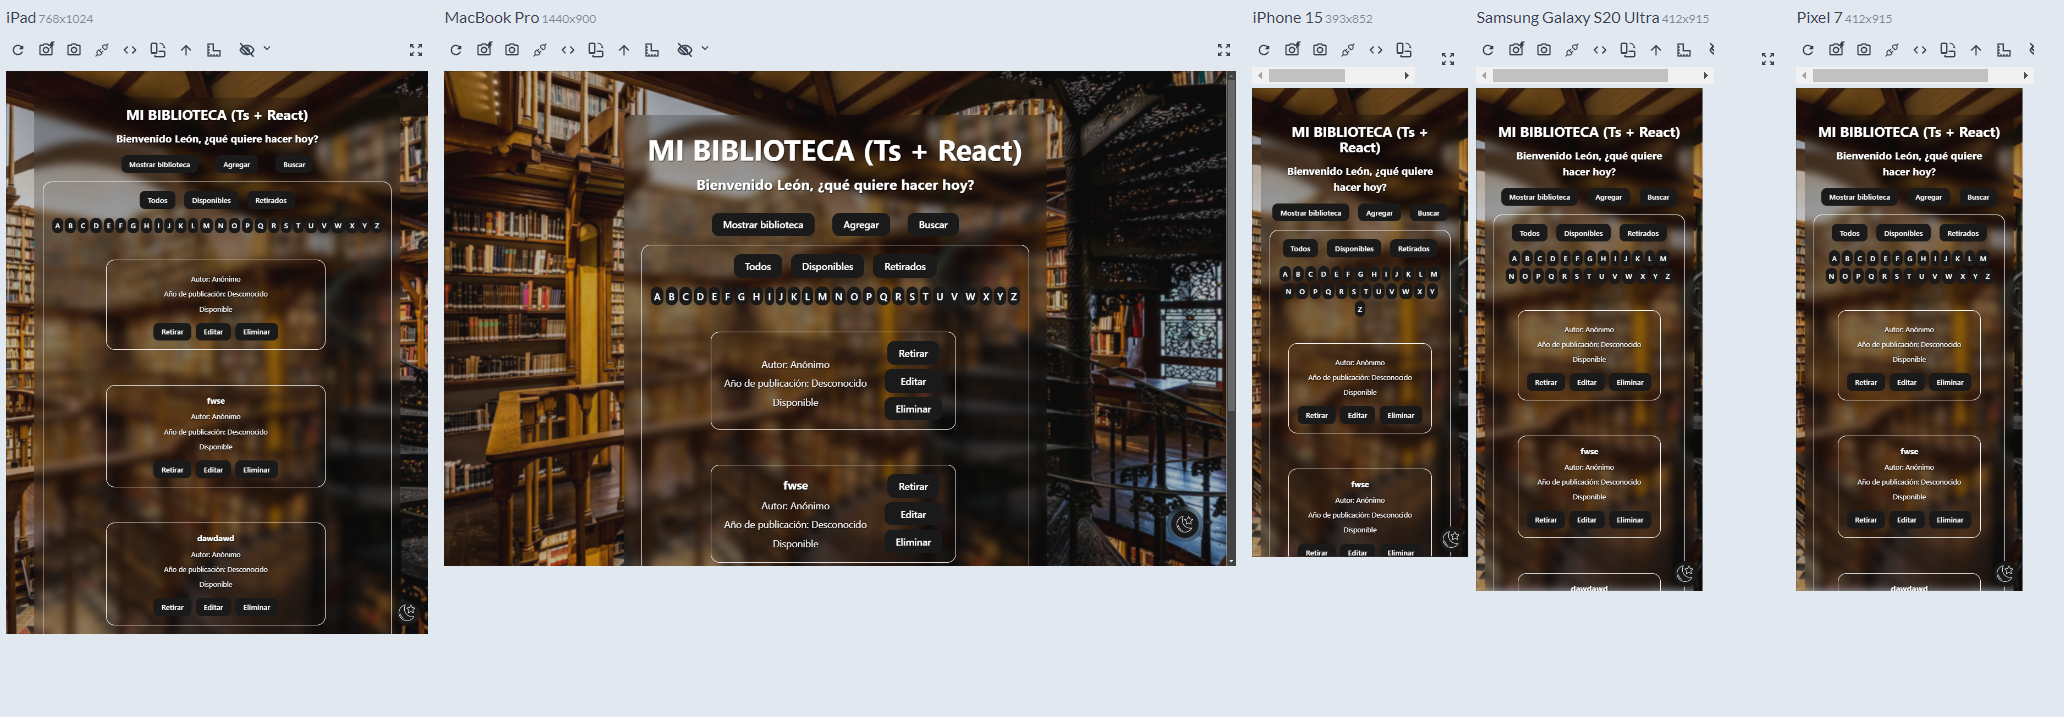 iPad 768x1024
MI BIBLIOTECA (Ts + React)
Bienvenido León, ¿qué quiere hacer hoy?
Mostrar biblioteca Agregar Buscar
Todos Disponibles Retirados
A B C D E F G H I J K L M N O P Q R S T U V W X Y Z
Autor: Anónimo
Año de publicación: Desconocido
Disponible
Retirar Editar Eliminar
fwse
Autor: Anónimo
Año de publicación: Desconocido
Disponible
Retirar Editar Eliminar
dawdawd
Autor: Anónimo
Año de publicación: Desconocido
Disponible
Retirar Editar Eliminar
MacBook Pro 1440x900
MI BIBLIOTECA (Ts + React)
Bienvenido León, ¿qué quiere hacer hoy?
Mostrar biblioteca Agregar Buscar
Todos Disponibles Retirados
A B C D E F G H I J K L M N O P Q R S T U V W X Y Z
Autor: Anónimo
Año de publicación: Desconocido
Disponible
Retirar
Editar
Eliminar
fwse
Autor: Anónimo
Año de publicación: Desconocido
Disponible
Retirar
Editar
Eliminar
iPhone 15 393x852
MI BIBLIOTECA (Ts +
React)
Bienvenido León, ¿qué quiere
hacer hoy?
Mostrar biblioteca Agregar Buscar
Todos Disponibles Retirados
A B C D E F G H I J K L M
N O P Q R S T U V W X Y
Z
Autor: Anónimo
Año de publicación: Desconocido
Disponible
Retirar Editar Eliminar
fwse
Autor: Anónimo
Año de publicación: Desconocido
Disponible
Retirar Editar Eliminar
Samsung Galaxy S20 Ultra 412x915
MI BIBLIOTECA (Ts + React)
Bienvenido León, ¿qué quiere
hacer hoy?
Mostrar biblioteca Agregar Buscar
Todos Disponibles Retirados
A B C D E F G H I J K L M
N O P Q R S T U V W X Y Z
Autor: Anónimo
Año de publicación: Desconocido
Disponible
Retirar Editar Eliminar
fwse
Autor: Anónimo
Año de publicación: Desconocido
Disponible
Retirar Editar Eliminar
dawdawd
Pixel 7 412x915
MI BIBLIOTECA (Ts + React)
Bienvenido León, ¿qué quiere
hacer hoy?
Mostrar biblioteca Agregar Buscar
Todos Disponibles Retirados
A B C D E F G H I J K L M
N O P Q R S T U V W X Y Z
Autor: Anónimo
Año de publicación: Desconocido
Disponible
Retirar Editar Eliminar
fwse
Autor: Anónimo
Año de publicación: Desconocido
Disponible
Retirar Editar Eliminar
dawdawd